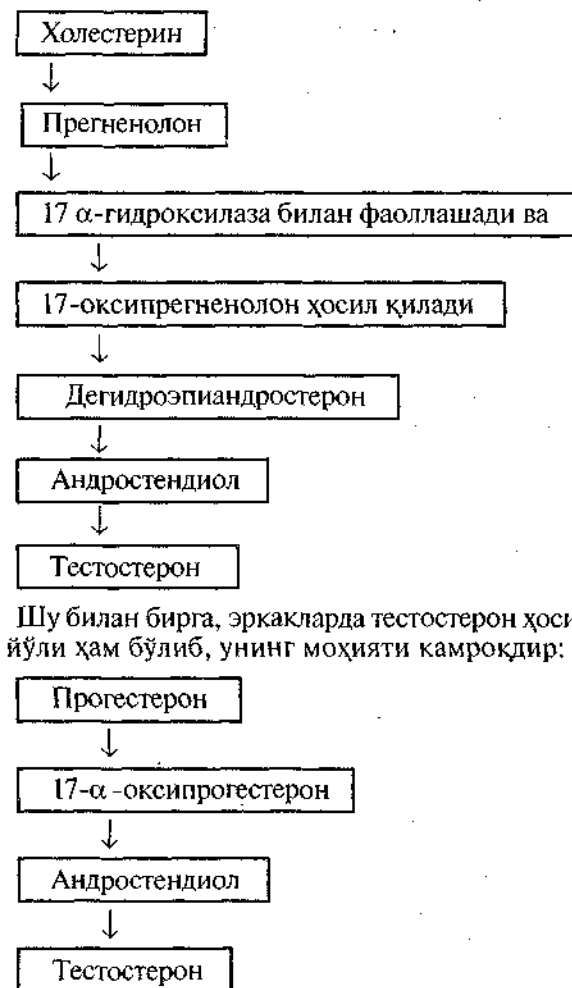 Холестерин
↓
Прегненолон
↓
17 α-гидроксилаза билан фаоллашади ва
↓
17-оксипрегненолон ҳосил қилади
↓
Дегидроэпиандростерон
↓
Андростендиол
↓
Тестостерон
Шу билан бирга, эркакларда тестостерон ҳоси
йўли ҳам бўлиб, унинг моҳияти камроқдир:
Прогестерон
↓
17-α-оксипрогестерон
↓
Андростендиол
↓
Тестостерон